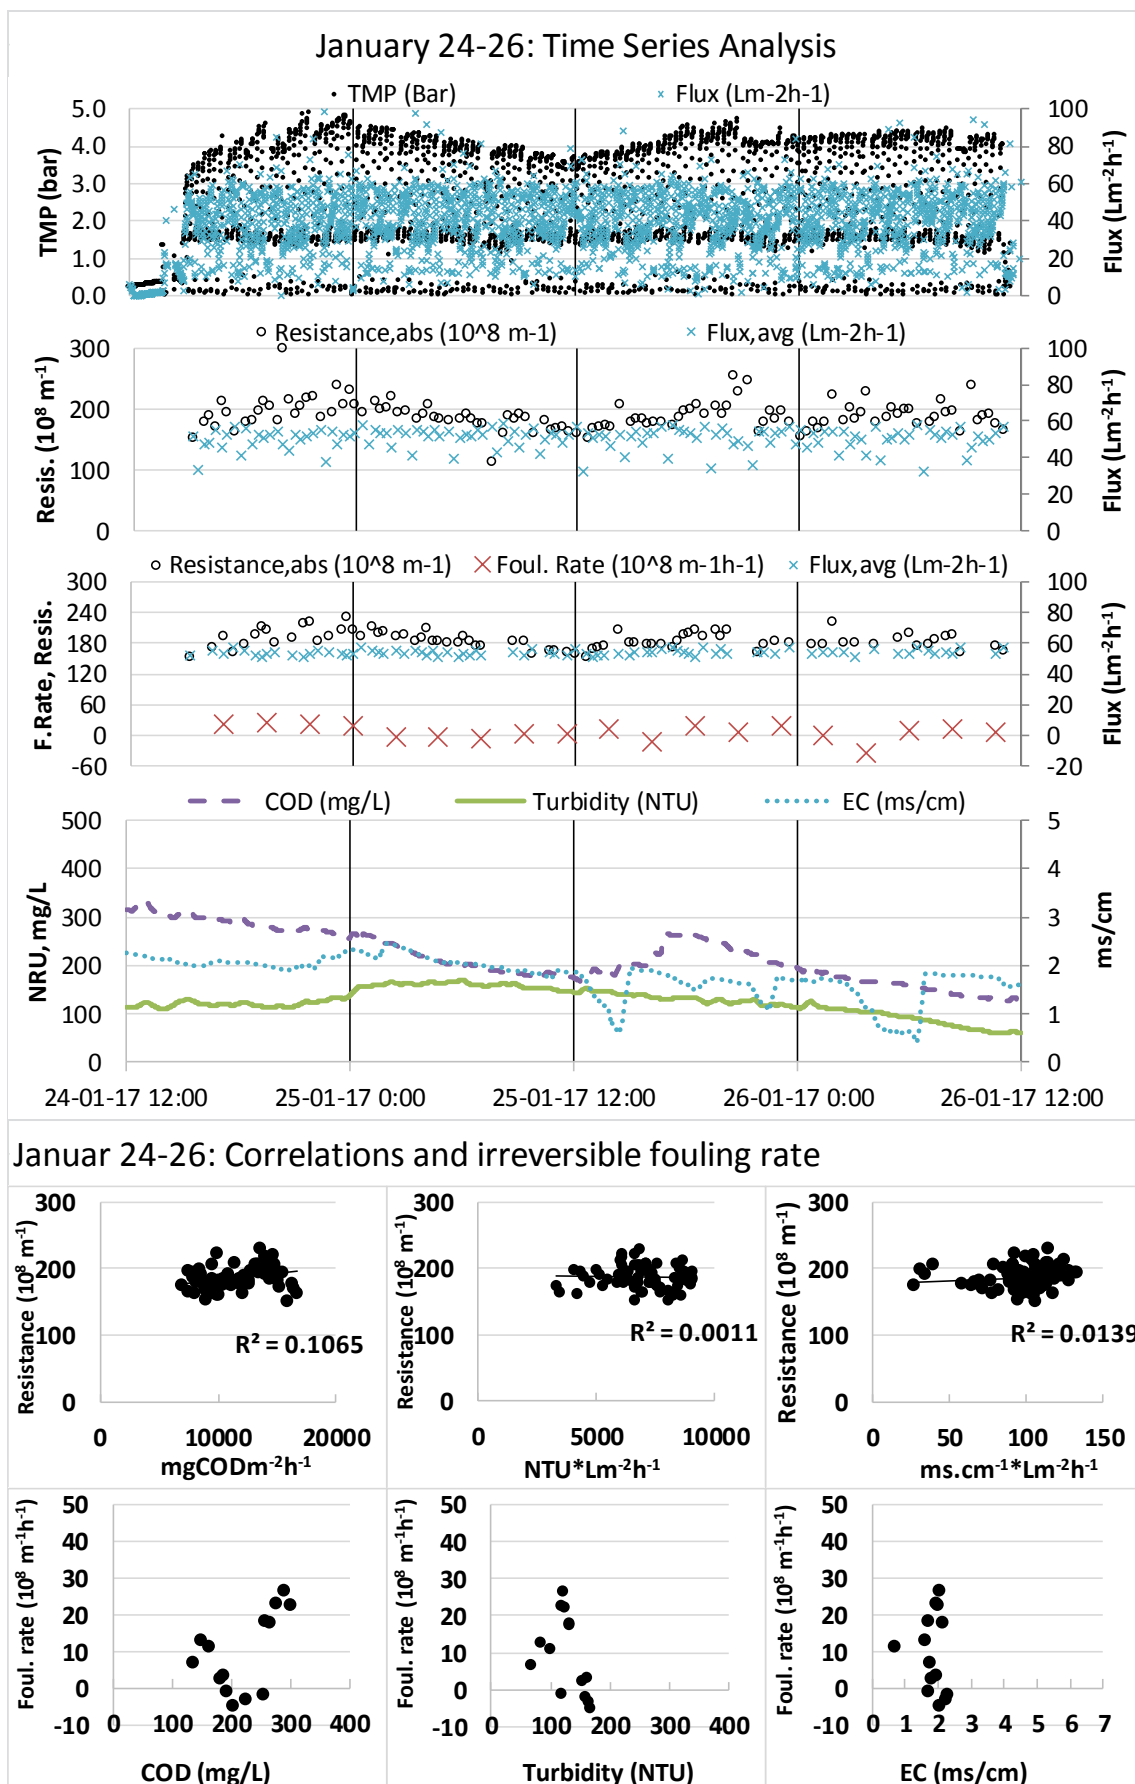 January 24-26: Time Series Analysis
TMP (Bar) Flux (Lm-2h-1)
TMP (bar)
5.0
4.0
3.0
2.0
1.0
0.0
100
80
60
40
20
0
Flux (Lm-2h-1)
Resistance,abs (10^8 m-1) Flux,avg (Lm-2h-1)
Resis. (10⁸ m⁻¹)
300
200
100
0
100
80
60
40
20
0
Flux (Lm-2h-1)
Resistance,abs (10^8 m-1) Foul. Rate (10^8 m-1h-1) Flux,avg (Lm-2h-1)
F.Rate, Resis.
300
240
180
120
60
0
-60
100
80
60
40
20
0
-20
Flux (Lm-2h-1)
COD (mg/L) Turbidity (NTU) EC (ms/cm)
NRU, mg/L
500
400
300
200
100
0
5
4
3
2
1
0
ms/cm
24-01-17 12:00 25-01-17 0:00 25-01-17 12:00 26-01-17 0:00 26-01-17 12:00
Januar 24-26: Correlations and irreversible fouling rate
Resistance (10⁸ m⁻¹)
300
200
100
0
R² = 0.1065
0 10000 20000
mgCODm⁻²h⁻¹
Resistance (10⁸ m⁻¹)
300
200
100
0
R² = 0.0011
0 5000 10000
NTU*Lm⁻²h⁻¹
Resistance (10⁸ m⁻¹)
300
200
100
0
R² = 0.0139
0 50 100 150
ms.cm⁻¹*Lm⁻²h⁻¹
Foul. rate (10⁸ m⁻¹h⁻¹)
50
40
30
20
10
0
-10
0 100 200 300 400
COD (mg/L)
Foul. rate (10⁸ m⁻¹h⁻¹)
50
40
30
20
10
0
-10
0 100 200 300 400
Turbidity (NTU)
Foul. rate (10⁸ m⁻¹h⁻¹)
50
40
30
20
10
0
-10
0 1 2 3 4 5 6 7
EC (ms/cm)